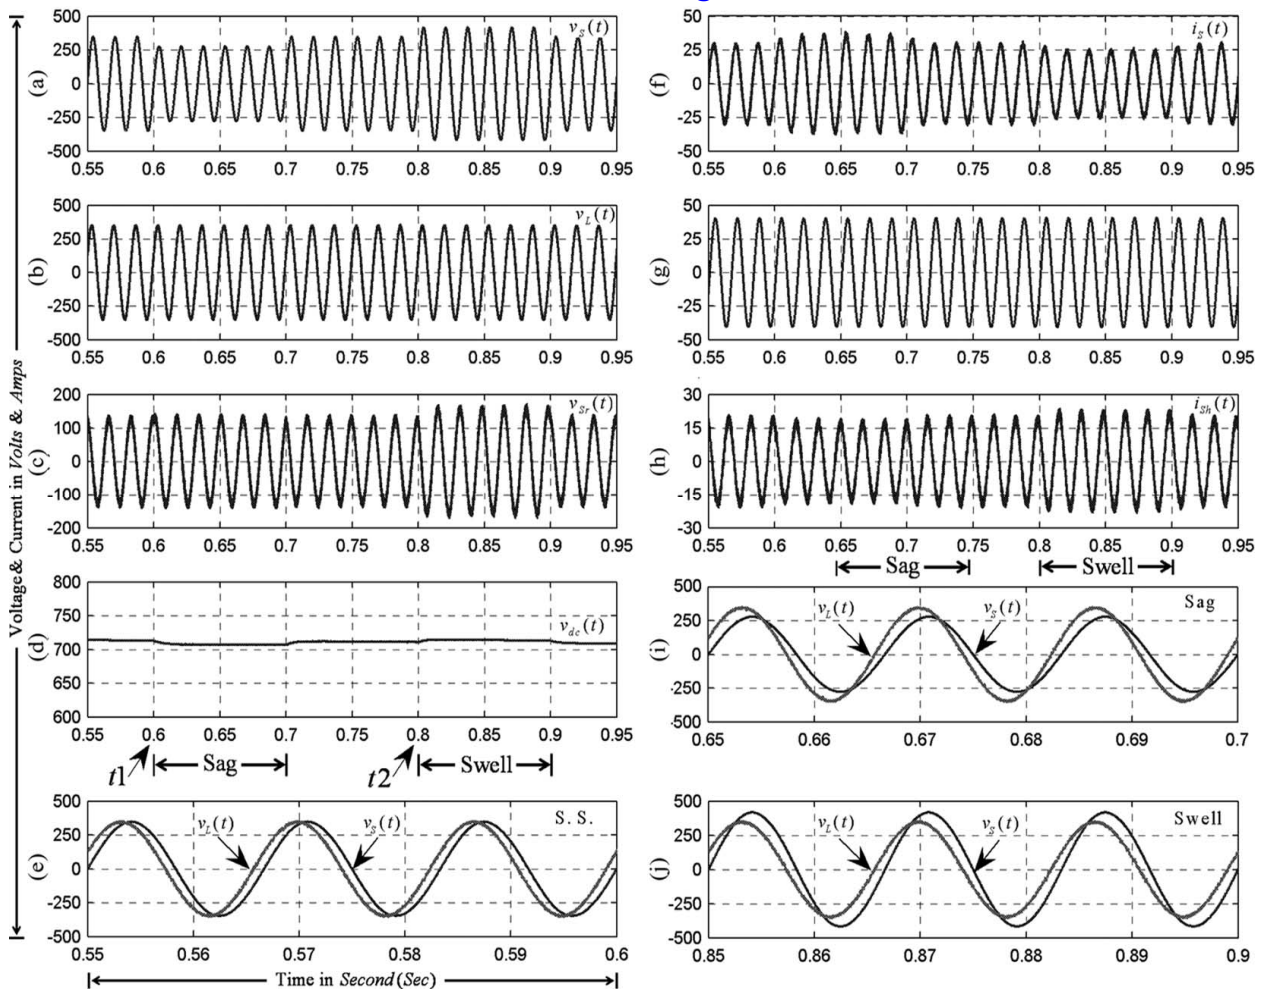 Voltage& Current in Volts & Amps
(a)
500
250
0
-250
-500
v_S(t)
0.55 0.6 0.65 0.7 0.75 0.8 0.85 0.9 0.95
(b)
500
250
0
-250
-500
v_L(t)
0.55 0.6 0.65 0.7 0.75 0.8 0.85 0.9 0.95
(c)
200
100
0
-100
-200
v_Sr(t)
0.55 0.6 0.65 0.7 0.75 0.8 0.85 0.9 0.95
(d)
800
750
700
650
600
v_dc(t)
0.55 0.6 0.65 0.7 0.75 0.8 0.85 0.9 0.95
t1 Sag t2 Swell
(e)
500
250
0
-250
-500
v_L(t) v_S(t) S. S.
0.55 0.56 0.57 0.58 0.59 0.6
Time in Second(Sec)
(f)
50
25
0
-25
-50
i_S(t)
0.55 0.6 0.65 0.7 0.75 0.8 0.85 0.9 0.95
(g)
50
25
0
-25
-50
0.55 0.6 0.65 0.7 0.75 0.8 0.85 0.9 0.95
(h)
30
15
0
-15
-30
i_Sh(t)
0.55 0.6 0.65 0.7 0.75 0.8 0.85 0.9 0.95
Sag Swell
(i)
500
250
0
-250
-500
v_L(t) v_S(t) Sag
0.65 0.66 0.67 0.68 0.69 0.7
(j)
500
250
0
-250
-500
v_L(t) v_S(t) Swell
0.85 0.86 0.87 0.88 0.89 0.9